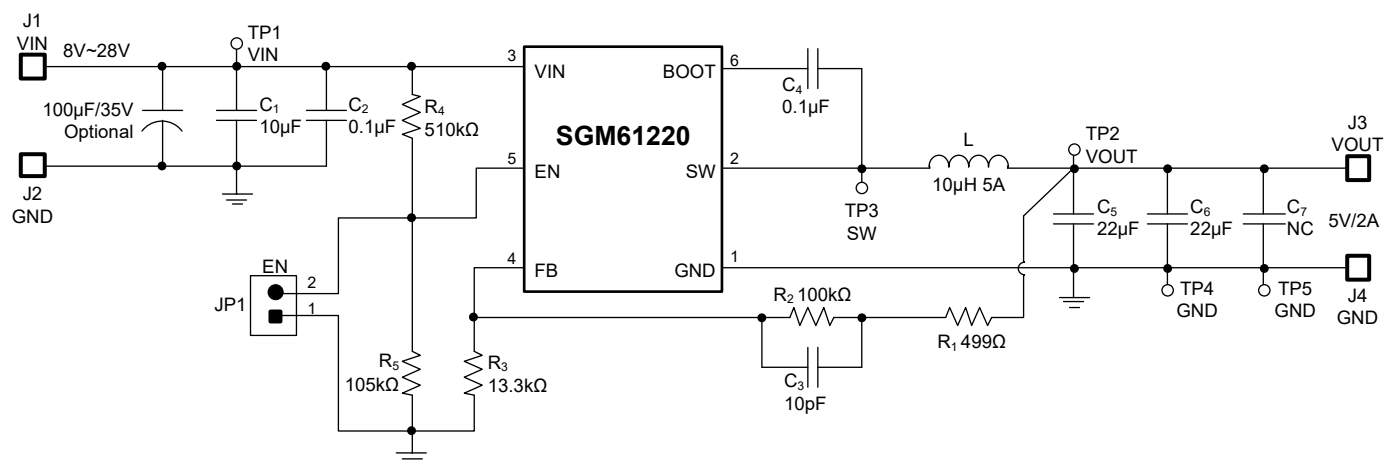 J1
VIN
8V~28V
TP1
VIN
100µF/35V
Optional
C1
10µF
C2
0.1µF
R4
510kΩ
J2
GND
3
VIN
5
EN
4
FB
SGM61220
BOOT
6
SW
2
GND
1
C4
0.1µF
TP3
SW
L
10µH 5A
TP2
VOUT
J3
VOUT
C5
22µF
C6
22µF
C7
NC
5V/2A
TP4
GND
TP5
GND
J4
GND
EN
JP1
2
1
R5
105kΩ
R3
13.3kΩ
R2 100kΩ
C3
10pF
R1 499Ω